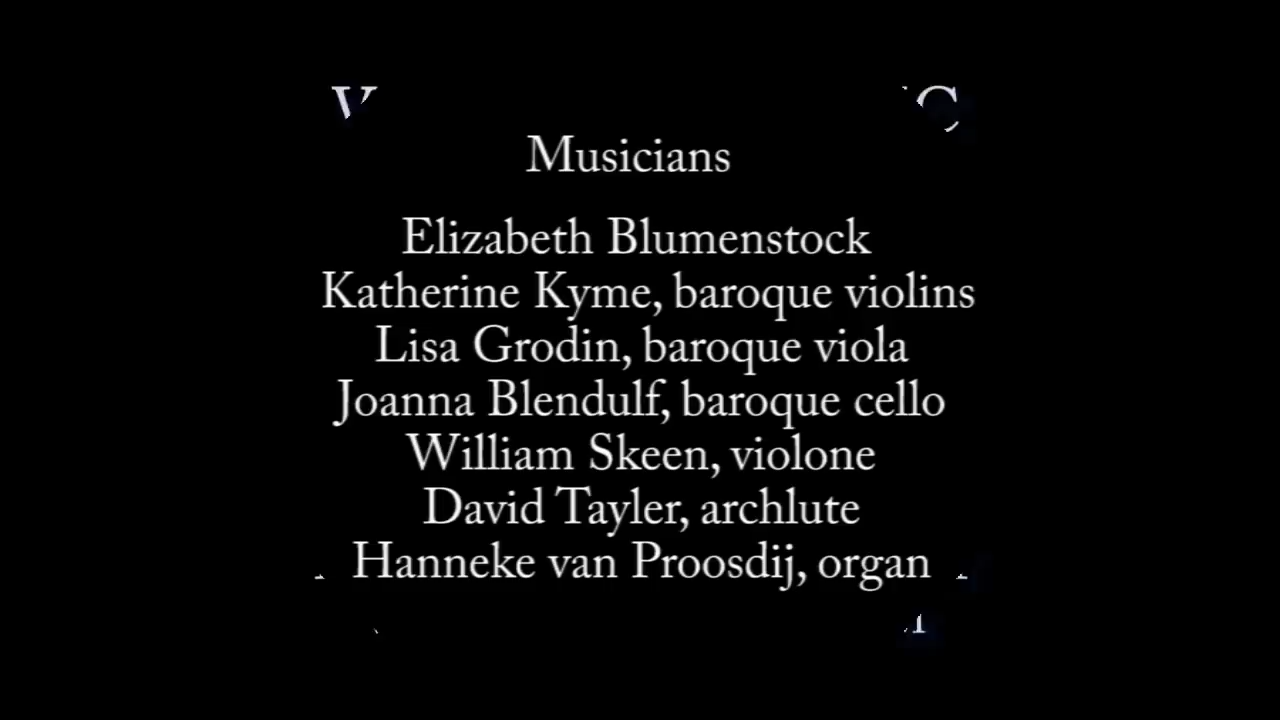 Musicians
Elizabeth Blumenstock
Katherine Kyme, baroque violins
Lisa Grodin, baroque viola
Joanna Blendulf, baroque cello
William Skeen, violone
David Tayler, archlute
Hanneke van Proosdij, organ